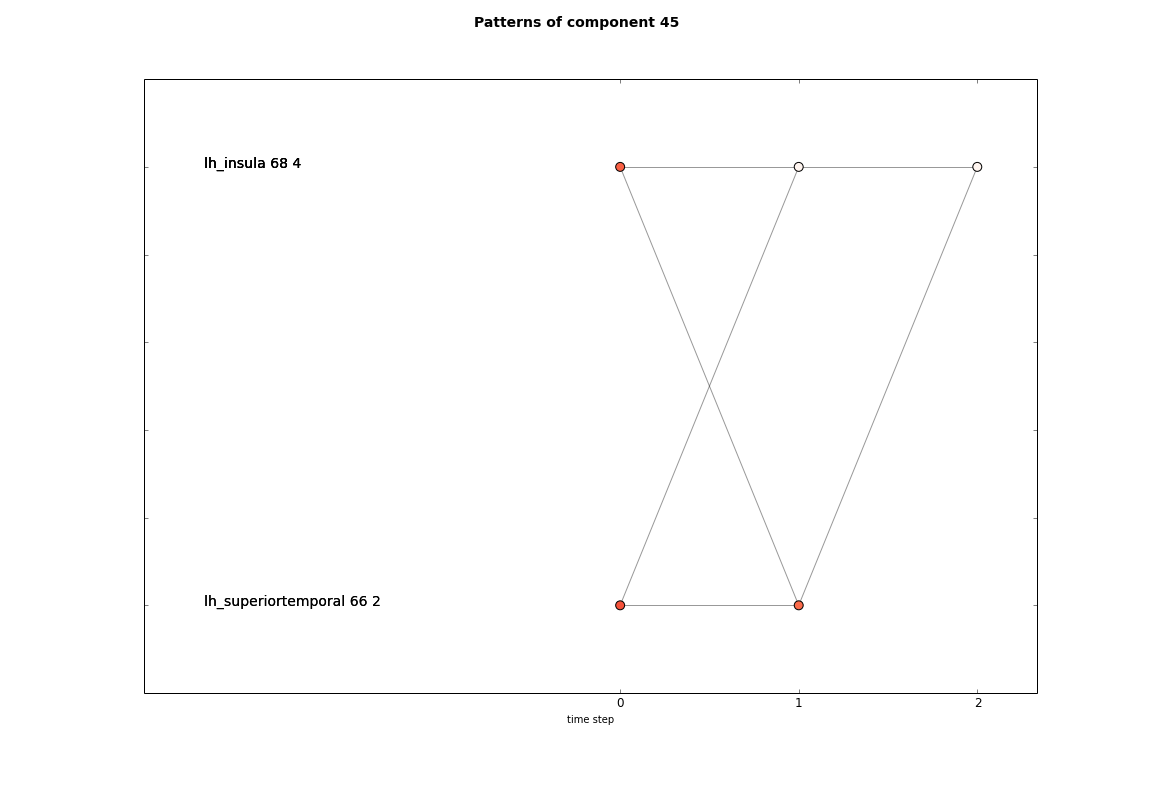 Patterns of component 45
lh_insula 68 4
lh_superiortemporal 66 2
0 1 2
time step